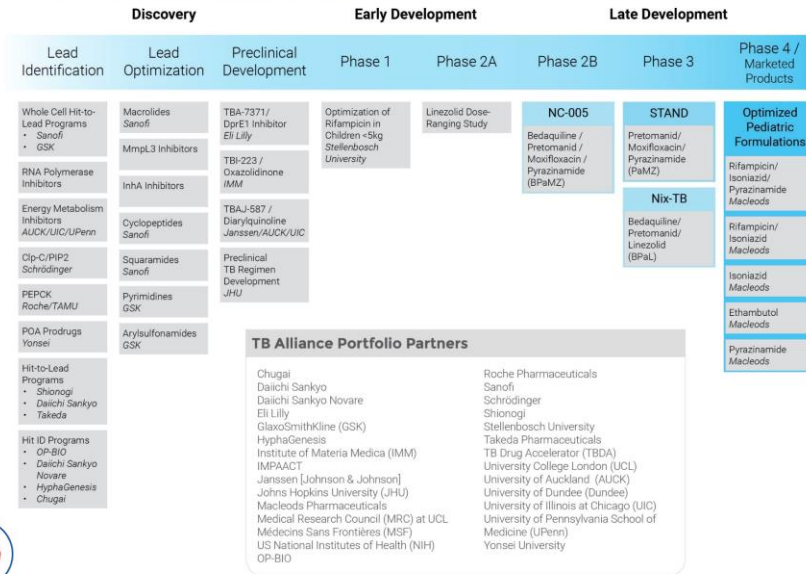 Discovery
Early Development
Late Development
Lead
Identification
Lead
Optimization
Preclinical
Development
Phase 1
Phase 2A
Phase 2B
Phase 3
Phase 4 /
Marketed
Products
Whole Cell Hit-to-
Lead Programs
• Sanofi
• GSK
RNA Polymerase
Inhibitors
Energy Metabolism
Inhibitors
AUCK/UIC/UPenn
Clp-C/PIP2
Schrödinger
PEPCK
Roche/TAMU
POA Prodrugs
Yonsei
Hit-to-Lead
Programs
• Shionogi
• Daiichi Sankyo
• Takeda
Hit ID Programs
• OP-BIO
• Daiichi Sankyo
Novare
• HyphaGenesis
• Chugai
Macrolides
Sanofi
MmpL3 Inhibitors
InhA Inhibitors
Cyclopeptides
Sanofi
Squaramides
Sanofi
Pyrimidines
GSK
Arylsulfonamides
GSK
TBA-7371/
DprE1 Inhibitor
Eli Lilly
TBI-223 /
Oxazolidinone
IMM
TBAJ-587 /
Diarylquinoline
Janssen/AUCK/UIC
Preclinical
TB Regimen
Development
JHU
Optimization of
Rifampicin in
Children <5kg
Stellenbosch
University
Linezolid Dose-
Ranging Study
NC-005
Bedaquiline /
Pretomanid /
Moxifloxacin /
Pyrazinamide
(BPaMZ)
STAND
Pretomanid/
Moxifloxacin/
Pyrazinamide
(PaMZ)
Nix-TB
Bedaquiline/
Pretomanid/
Linezolid
(BPaL)
Optimized
Pediatric
Formulations
Rifampicin/
Isoniazid/
Pyrazinamide
Macleods
Rifampicin/
Isoniazid
Macleods
Isoniazid
Macleods
Ethambutol
Macleods
Pyrazinamide
Macleods
TB Alliance Portfolio Partners
Chugai
Daiichi Sankyo
Daiichi Sankyo Novare
Eli Lilly
GlaxoSmithKline (GSK)
HyphaGenesis
Institute of Materia Medica (IMM)
IMPAACT
Janssen [Johnson & Johnson]
Johns Hopkins University (JHU)
Macleods Pharmaceuticals
Medical Research Council (MRC) at UCL
Médecins Sans Frontières (MSF)
US National Institutes of Health (NIH)
OP-BIO
Roche Pharmaceuticals
Sanofi
Schrödinger
Shionogi
Stellenbosch University
Takeda Pharmaceuticals
TB Drug Accelerator (TBDA)
University College London (UCL)
University of Auckland (AUCK)
University of Dundee (Dundee)
University of Illinois at Chicago (UIC)
University of Pennsylvania School of
Medicine (UPenn)
Yonsei University